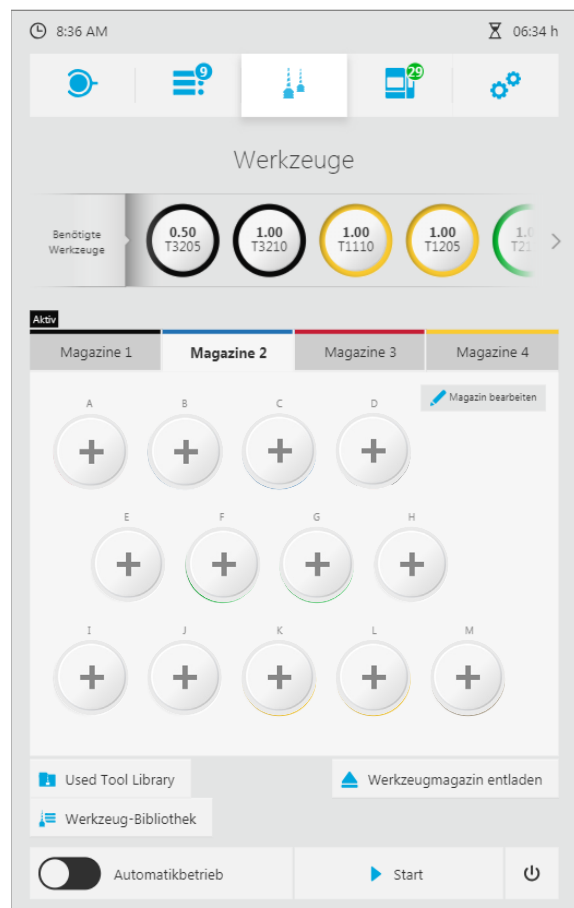 8:36 AM
06:34 h
9
29
Werkzeuge
Benötigte
Werkzeuge
0.50
T3205
1.00
T3210
1.00
T1110
1.00
T1205
Aktiv
Magazine 1
Magazine 2
Magazine 3
Magazine 4
Magazin bearbeiten
A
B
C
D
E
F
G
H
I
J
K
L
M
Used Tool Library
Werkzeugmagazin entladen
Werkzeug-Bibliothek
Automatikbetrieb
Start